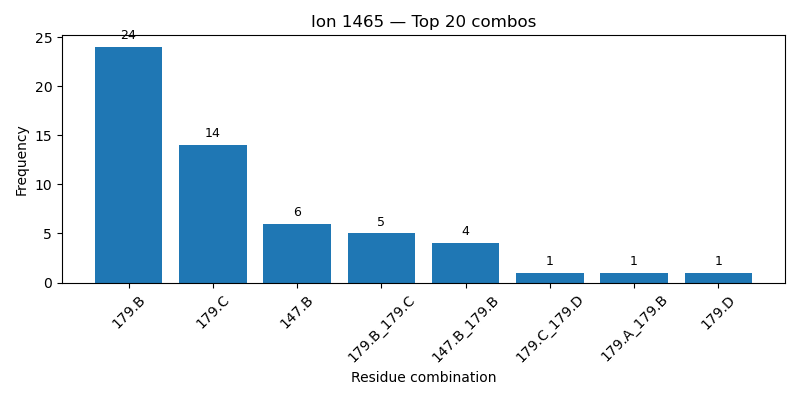 Ion 1465 — Top 20 combos
Frequency
25
20
15
10
5
0
24
14
6
5
4
1
1
1
179.B
179.C
147.B
179.B_179.C
147.B_179.B
179.C_179.D
179.A_179.B
179.D
Residue combination